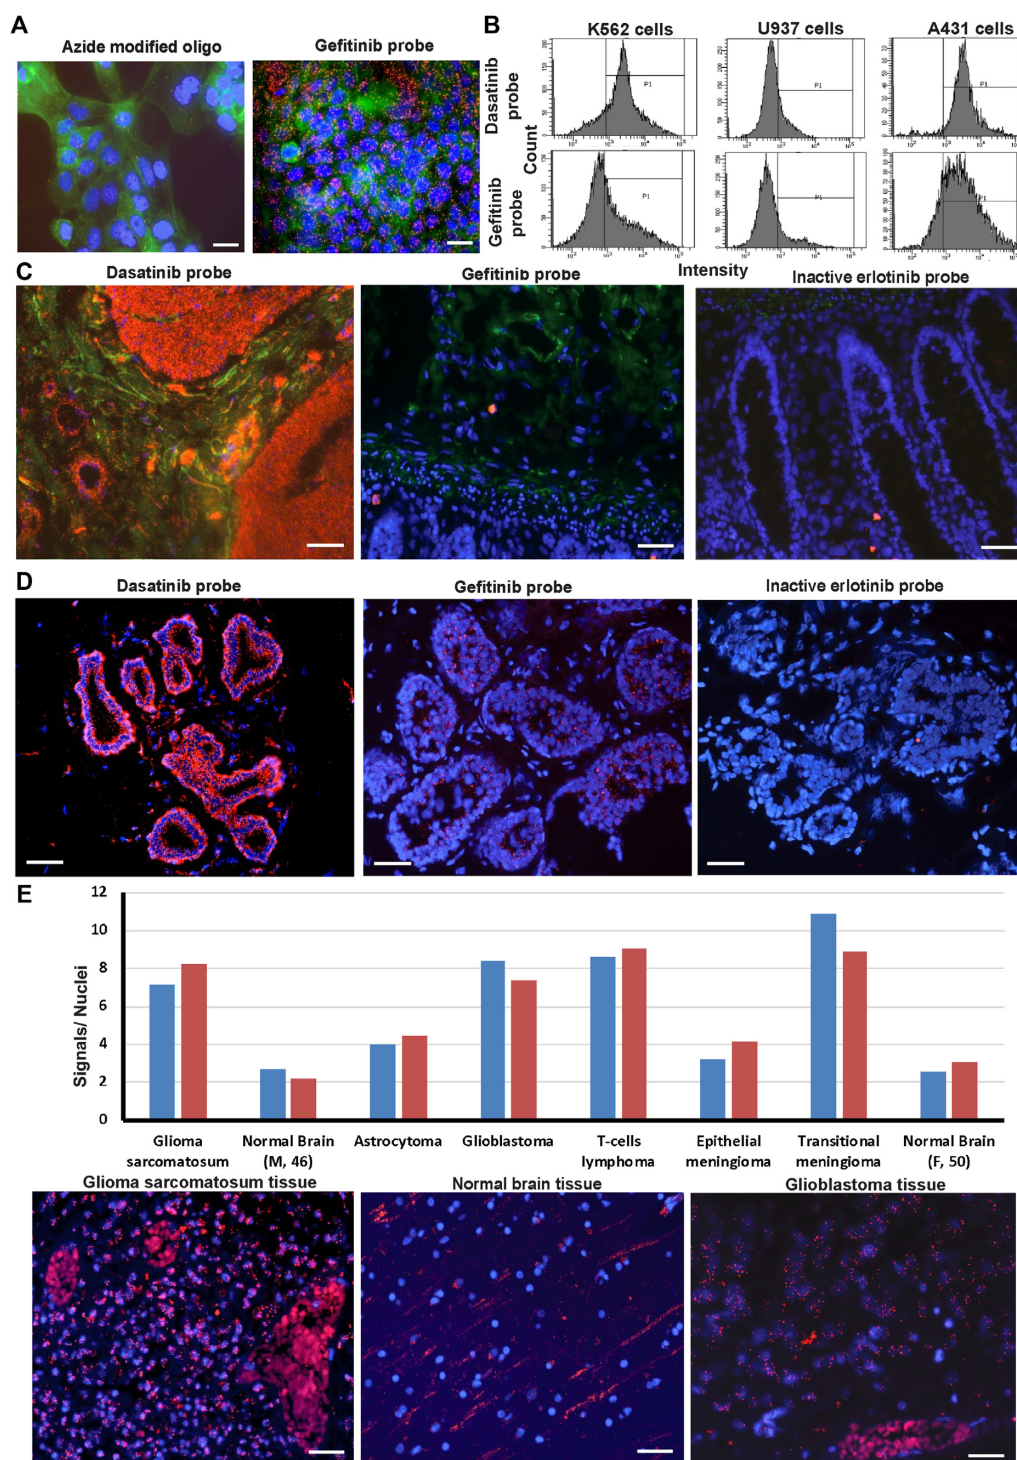 A
Azide modified oligo
Gefitinib probe
B
K562 cells
U937 cells
A431 cells
Dasatinib probe
Gefitinib probe
Count
P1
P1
P1
P1
P1
P1
Intensity
C
Dasatinib probe
Gefitinib probe
Inactive erlotinib probe
D
Dasatinib probe
Gefitinib probe
Inactive erlotinib probe
E
Signals/ Nuclei
12
10
8
6
4
2
0
Glioma sarcomatosum
Normal Brain (M, 46)
Astrocytoma
Glioblastoma
T-cells lymphoma
Epithelial meningioma
Transitional meningioma
Normal Brain (F, 50)
Glioma sarcomatosum tissue
Normal brain tissue
Glioblastoma tissue